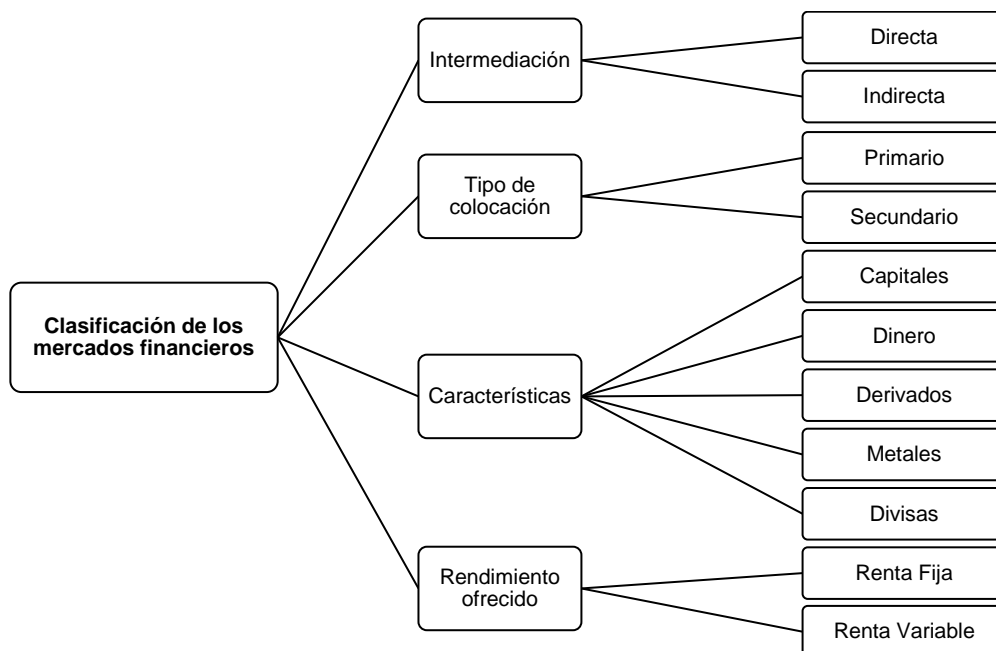 Clasificación de los
mercados financieros
Intermediación
Directa
Indirecta
Tipo de
colocación
Primario
Secundario
Características
Capitales
Dinero
Derivados
Metales
Divisas
Rendimiento
ofrecido
Renta Fija
Renta Variable